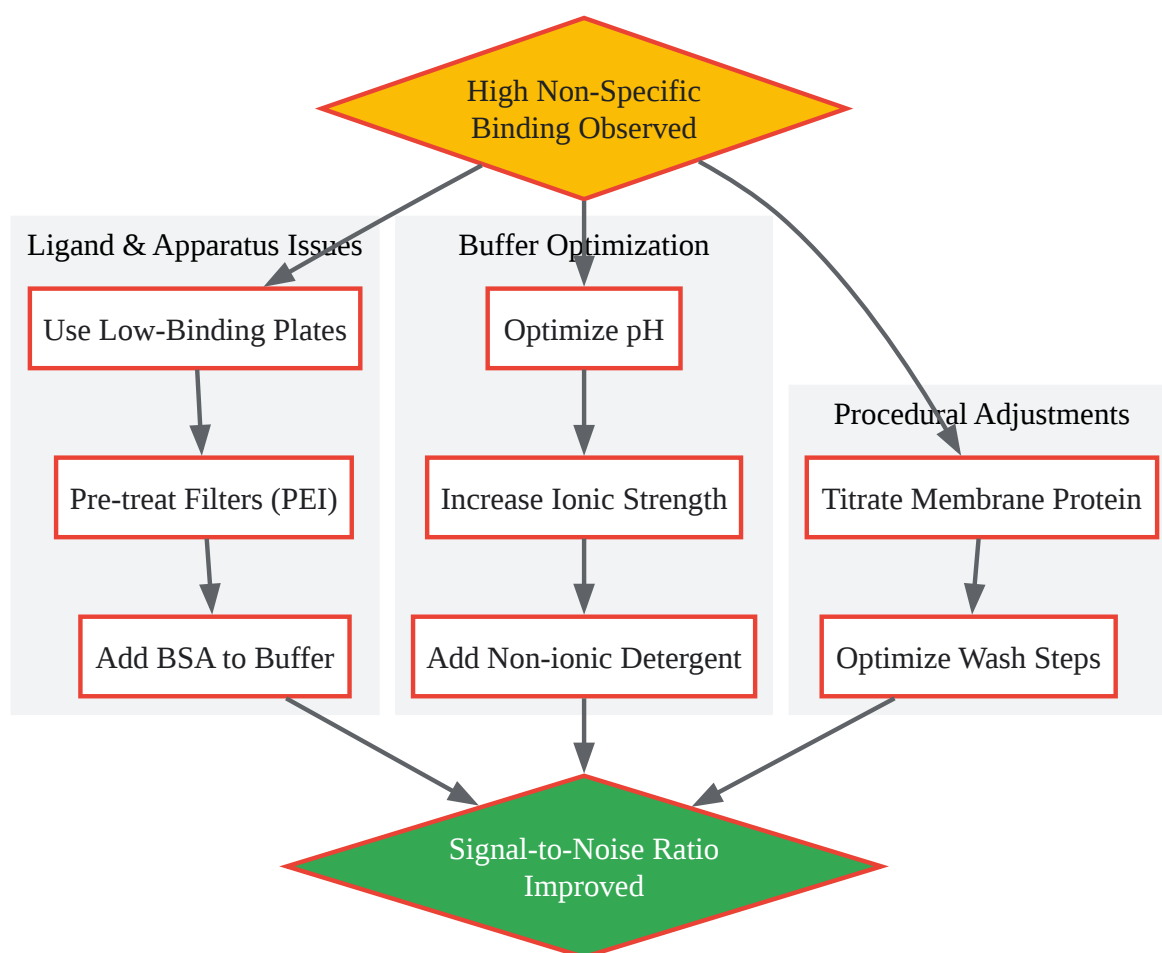 High Non-Specific
Binding Observed
Ligand & Apparatus Issues
Use Low-Binding Plates
Pre-treat Filters (PEI)
Add BSA to Buffer
Buffer Optimization
Optimize pH
Increase Ionic Strength
Add Non-ionic Detergent
Procedural Adjustments
Titrate Membrane Protein
Optimize Wash Steps
Signal-to-Noise Ratio
Improved